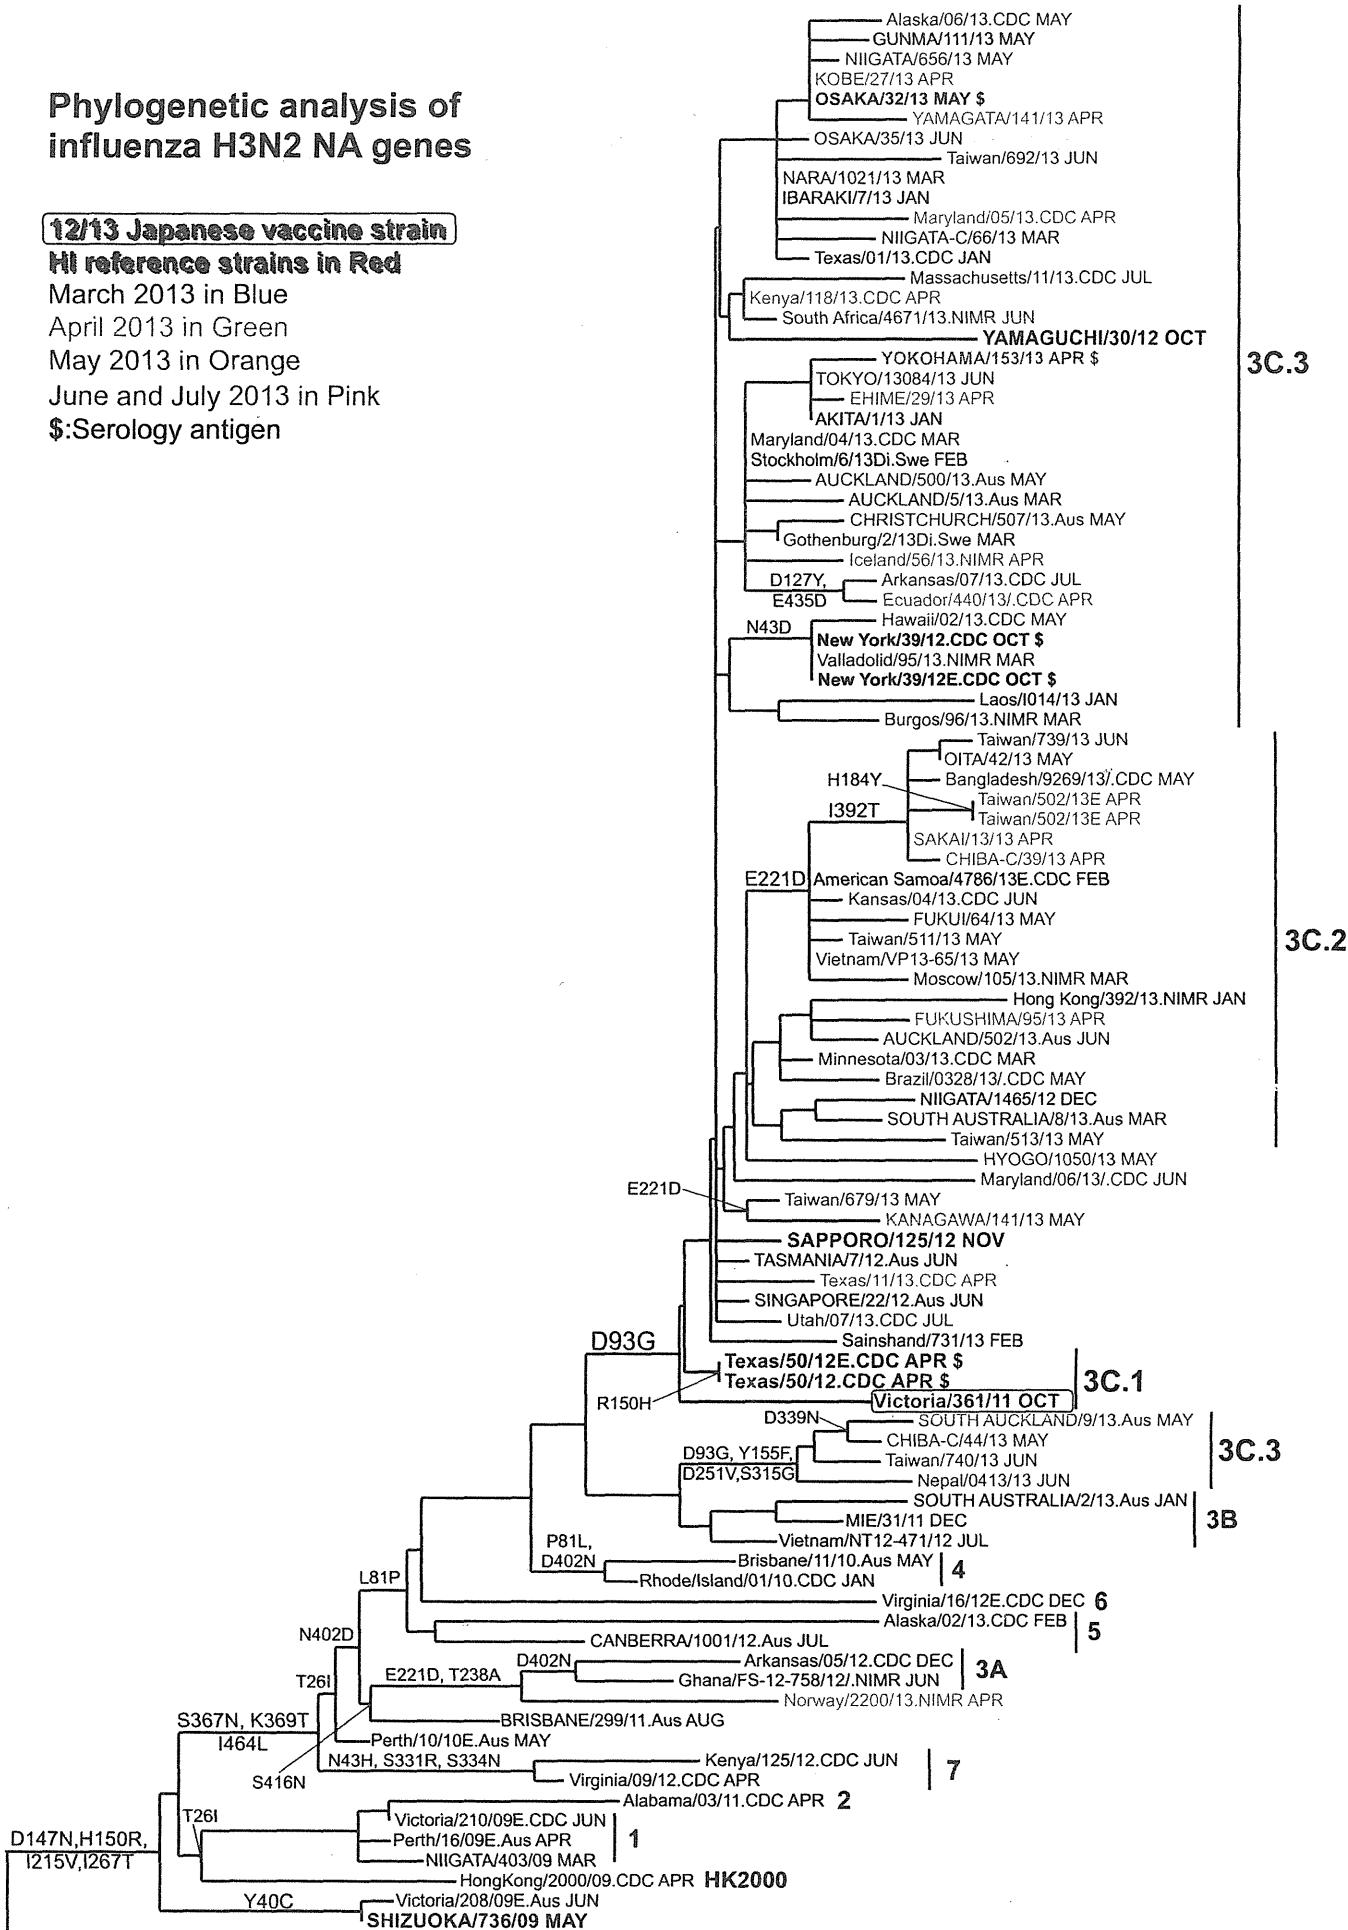 Phylogenetic analysis of
influenza H3N2 NA genes
12/13 Japanese vaccine strain
HI reference strains in Red
March 2013 in Blue
April 2013 in Green
May 2013 in Orange
June and July 2013 in Pink
$:Serology antigen
Alaska/06/13.CDC MAY
GUNMA/111/13 MAY
NIIGATA/656/13 MAY
KOBE/27/13 APR
OSAKA/32/13 MAY $
YAMAGATA/141/13 APR
OSAKA/35/13 JUN
Taiwan/692/13 JUN
NARA/1021/13 MAR
IBARAKI/7/13 JAN
Maryland/05/13.CDC APR
NIIGATA-C/66/13 MAR
Texas/01/13.CDC JAN
Massachusetts/11/13.CDC JUL
Kenya/118/13.CDC APR
South Africa/4671/13.NIMR JUN
YAMAGUCHI/30/12 OCT
3C.3
YOKOHAMA/153/13 APR $
TOKYO/13084/13 JUN
EHIME/29/13 APR
AKITA/1/13 JAN
Maryland/04/13.CDC MAR
Stockholm/6/13Di.Swe FEB
AUCKLAND/500/13.Aus MAY
AUCKLAND/5/13.Aus MAR
CHRISTCHURCH/507/13.Aus MAY
Gothenburg/2/13Di.Swe MAR
Iceland/56/13.NIMR APR
D127Y,
E435D
Arkansas/07/13.CDC JUL
Ecuador/440/13/.CDC APR
Hawaii/02/13.CDC MAY
N43D
New York/39/12.CDC OCT $
Valladolid/95/13.NIMR MAR
New York/39/12E.CDC OCT $
Laos/I014/13 JAN
Burgos/96/13.NIMR MAR
Taiwan/739/13 JUN
OITA/42/13 MAY
H184Y
Bangladesh/9269/13/.CDC MAY
Taiwan/502/13E APR
I392T
Taiwan/502/13E APR
SAKAI/13/13 APR
CHIBA-C/39/13 APR
E221D
American Samoa/4786/13E.CDC FEB
Kansas/04/13.CDC JUN
FUKUI/64/13 MAY
Taiwan/511/13 MAY
3C.2
Vietnam/VP13-65/13 MAY
Moscow/105/13.NIMR MAR
Hong Kong/392/13.NIMR JAN
FUKUSHIMA/95/13 APR
AUCKLAND/502/13.Aus JUN
Minnesota/03/13.CDC MAR
Brazil/0328/13/.CDC MAY
NIIGATA/1465/12 DEC
SOUTH AUSTRALIA/8/13.Aus MAR
Taiwan/513/13 MAY
HYOGO/1050/13 MAY
Maryland/06/13/.CDC JUN
E221D
Taiwan/679/13 MAY
KANAGAWA/141/13 MAY
SAPPORO/125/12 NOV
TASMANIA/7/12.Aus JUN
Texas/11/13.CDC APR
SINGAPORE/22/12.Aus JUN
Utah/07/13.CDC JUL
Sainshand/731/13 FEB
D93G
Texas/50/12E.CDC APR $
Texas/50/12.CDC APR $
3C.1
R150H
Victoria/361/11 OCT
D339N
SOUTH AUCKLAND/9/13.Aus MAY
CHIBA-C/44/13 MAY
3C.3
D93G, Y155F,
D251V,S315G
Taiwan/740/13 JUN
Nepal/0413/13 JUN
SOUTH AUSTRALIA/2/13.Aus JAN
MIE/31/11 DEC
3B
Vietnam/NT12-471/12 JUL
P81L,
D402N
Brisbane/11/10.Aus MAY
4
Rhode/Island/01/10.CDC JAN
L81P
Virginia/16/12E.CDC DEC 6
Alaska/02/13.CDC FEB
5
N402D
CANBERRA/1001/12.Aus JUL
D402N
Arkansas/05/12.CDC DEC
3A
E221D, T238A
Ghana/FS-12-758/12/.NIMR JUN
T26I
Norway/2200/13.NIMR APR
S367N, K369T
I464L
BRISBANE/299/11.Aus AUG
Perth/10/10E.Aus MAY
N43H, S331R, S334N
Kenya/125/12.CDC JUN
7
S416N
Virginia/09/12.CDC APR
Alabama/03/11.CDC APR 2
T26I
Victoria/210/09E.CDC JUN
Perth/16/09E.Aus APR
1
D147N,H150R,
I215V,I267T
NIIGATA/403/09 MAR
HongKong/2000/09.CDC APR HK2000
Y40C
Victoria/208/09E.Aus JUN
SHIZUOKA/736/09 MAY